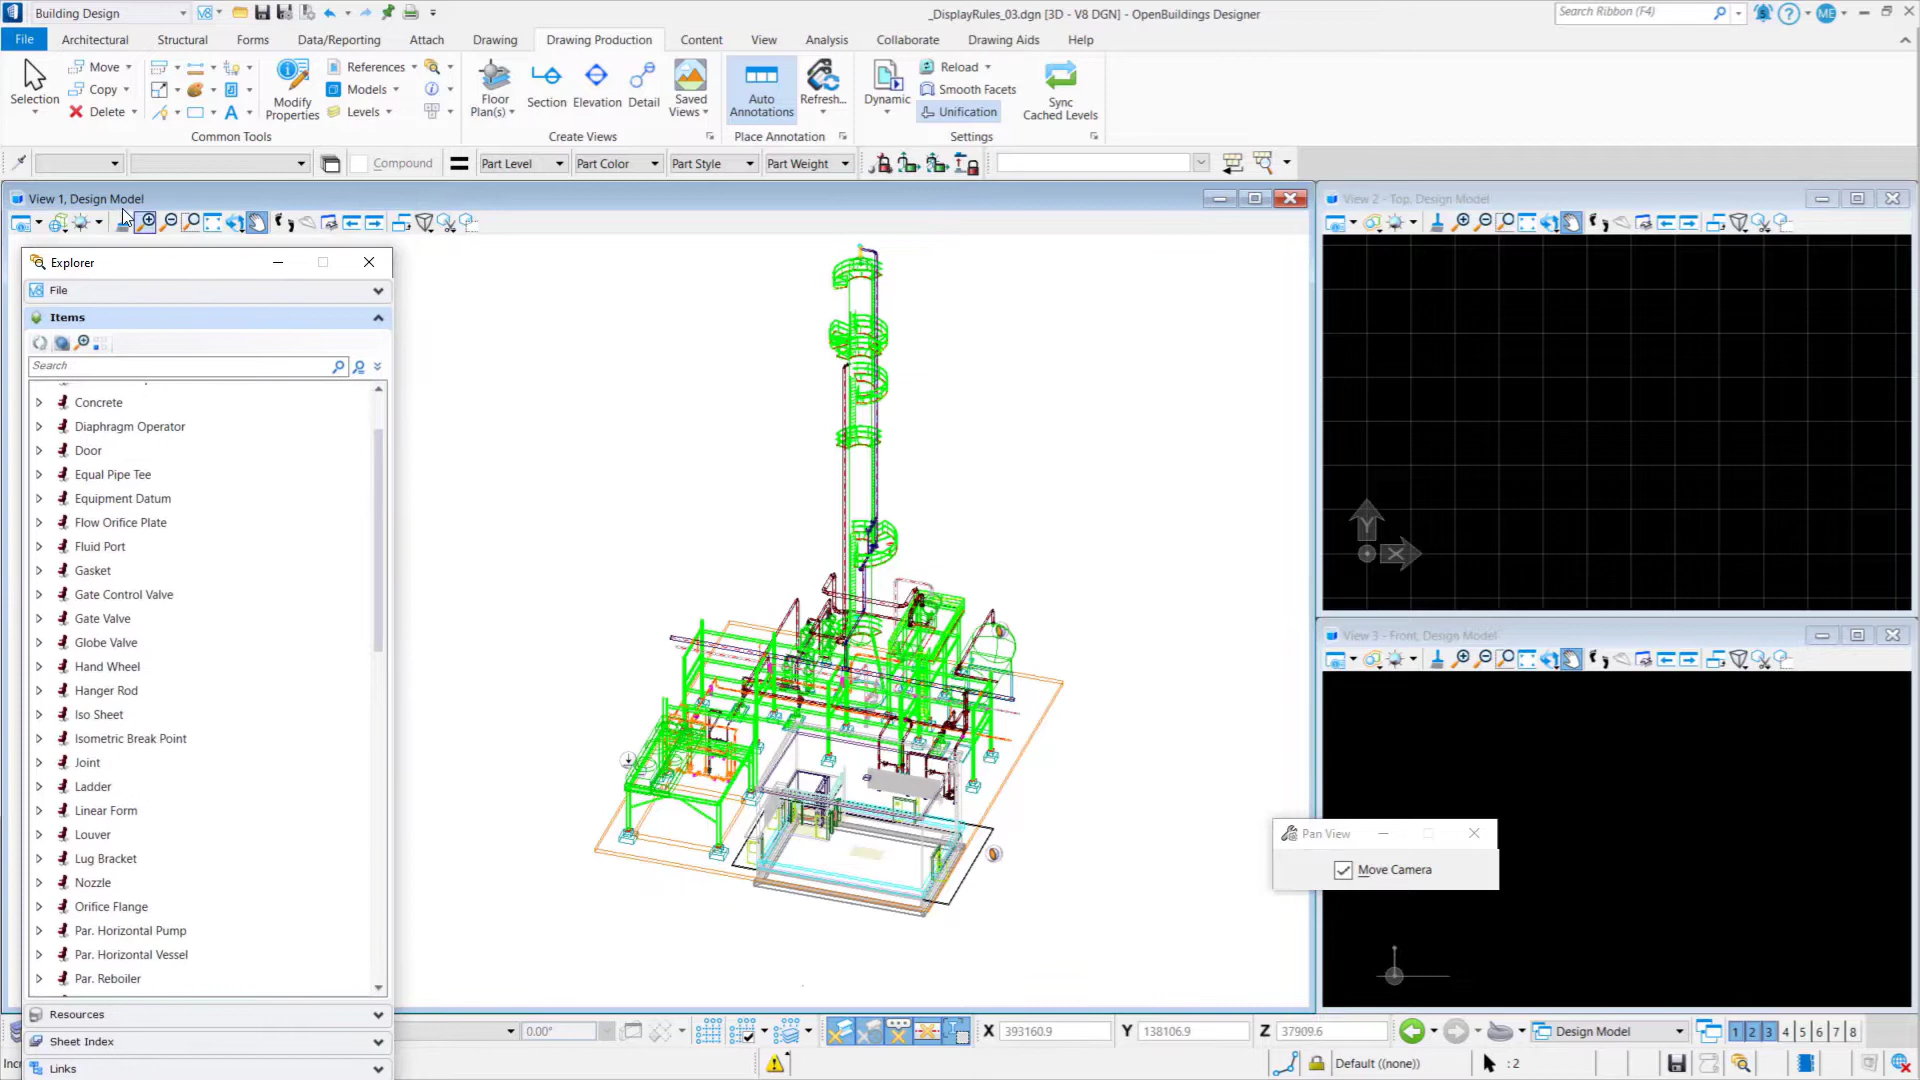 Building Design
_DisplayRules_03.dgn [3D - V8 DGN] - OpenBuildings Designer
Search Ribbon (F4)
ME
File
Architectural
Structural
Forms
Data/Reporting
Attach
Drawing
Drawing Production
Content
View
Analysis
Collaborate
Drawing Aids
Help
Selection
Move
Copy
Delete
Modify Properties
References
Models
Levels
Common Tools
Floor Plan(s)
Section
Elevation
Detail
Saved Views
Create Views
Auto Annotations
Refresh...
Place Annotation
Dynamic
Reload
Smooth Facets
Unification
Sync Cached Levels
Settings
Compound
Part Level
Part Color
Part Style
Part Weight
View 1, Design Model
View 2 - Top, Design Model
Explorer
File
Items
Search
Concrete
Diaphragm Operator
Door
Equal Pipe Tee
Equipment Datum
Flow Orifice Plate
Fluid Port
Gasket
Gate Control Valve
Gate Valve
Globe Valve
Hand Wheel
Hanger Rod
Iso Sheet
Isometric Break Point
Joint
Ladder
Linear Form
Louver
Lug Bracket
Nozzle
Orifice Flange
Par. Horizontal Pump
Par. Horizontal Vessel
Par. Reboiler
Resources
Sheet Index
Links
Y
X
View 3 - Front, Design Model
Pan View
Move Camera
0.00°
X 393160.9
Y 138106.9
Z 37909.6
Design Model
1 2 3 4 5 6 7 8
Incr
Default ((none))
: 2